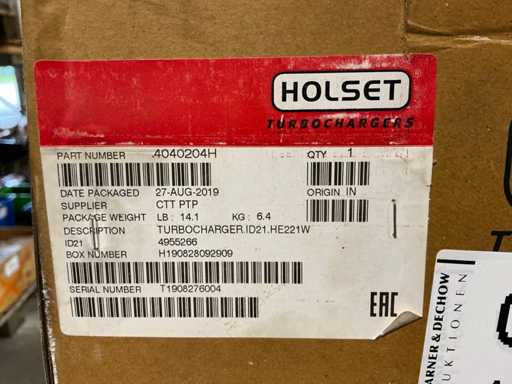 HOLSET
TURBOCHARGERS
PART NUMBER 4040204H QTY 1
DATE PACKAGED 27-AUG-2019 ORIGIN IN
SUPPLIER CTT PTP
PACKAGE WEIGHT LB : 14.1 KG : 6.4
DESCRIPTION TURBOCHARGER.ID21.HE221W
ID21 4955266
BOX NUMBER H190828092909
SERIAL NUMBER T1908276004
EAC
ARNER & DECHOW
UKTIONEN